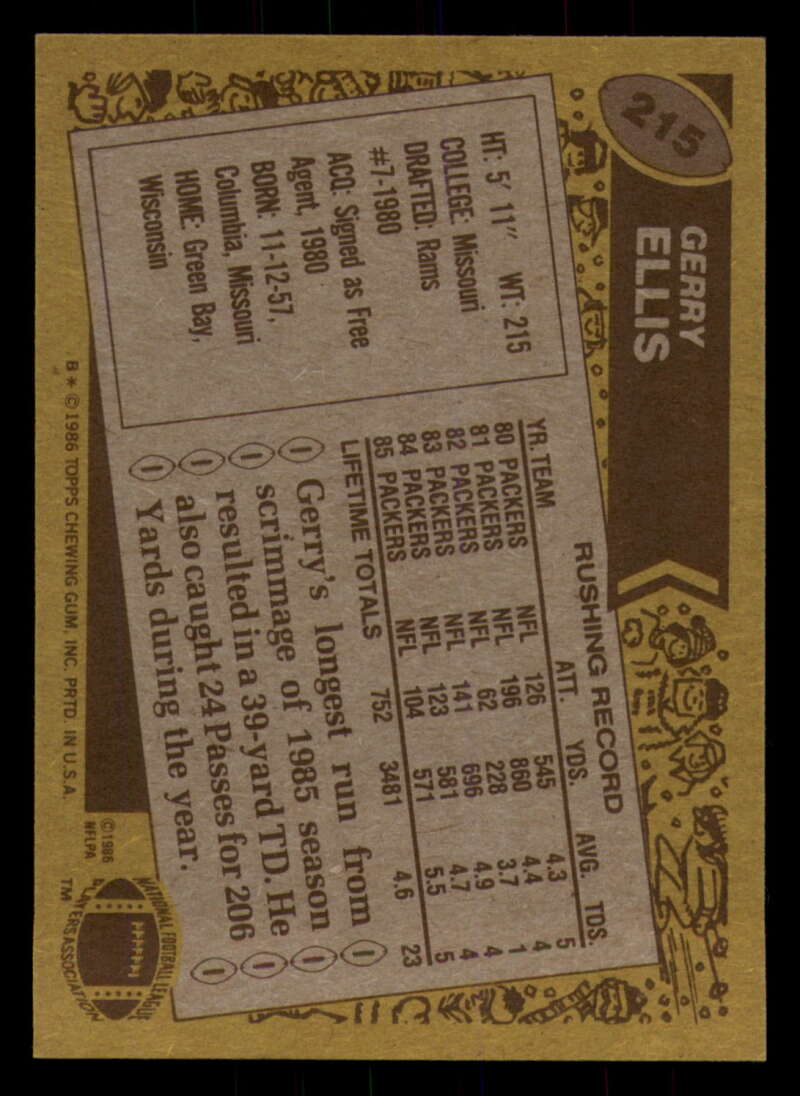 215
GERRY
ELLIS
HT: 5' 11" WT: 215
COLLEGE: Missouri
DRAFTED: Rams
#7-1980
ACQ: Signed as Free
Agent, 1980
BORN: 11-12-57,
Columbia, Missouri
HOME: Green Bay,
Wisconsin
RUSHING RECORD
YR. TEAM ATT. YDS. AVG. TDS.
80 PACKERS NFL 126 545 4.3 5
81 PACKERS NFL 196 860 4.4 4
82 PACKERS NFL 62 228 3.7 1
83 PACKERS NFL 141 696 4.9 4
84 PACKERS NFL 123 581 4.7 4
85 PACKERS NFL 104 571 5.5 5
LIFETIME TOTALS 752 3481 4.6 23
Gerry's longest run from
scrimmage of 1985 season
resulted in a 39-yard TD. He
also caught 24 Passes for 206
Yards during the year.
B * © 1986 TOPPS CHEWING GUM, INC. PRTD. IN U.S.A.
© 1986
NFLPA
NATIONAL FOOTBALL LEAGUE
PLAYERS ASSOCIATION
TM